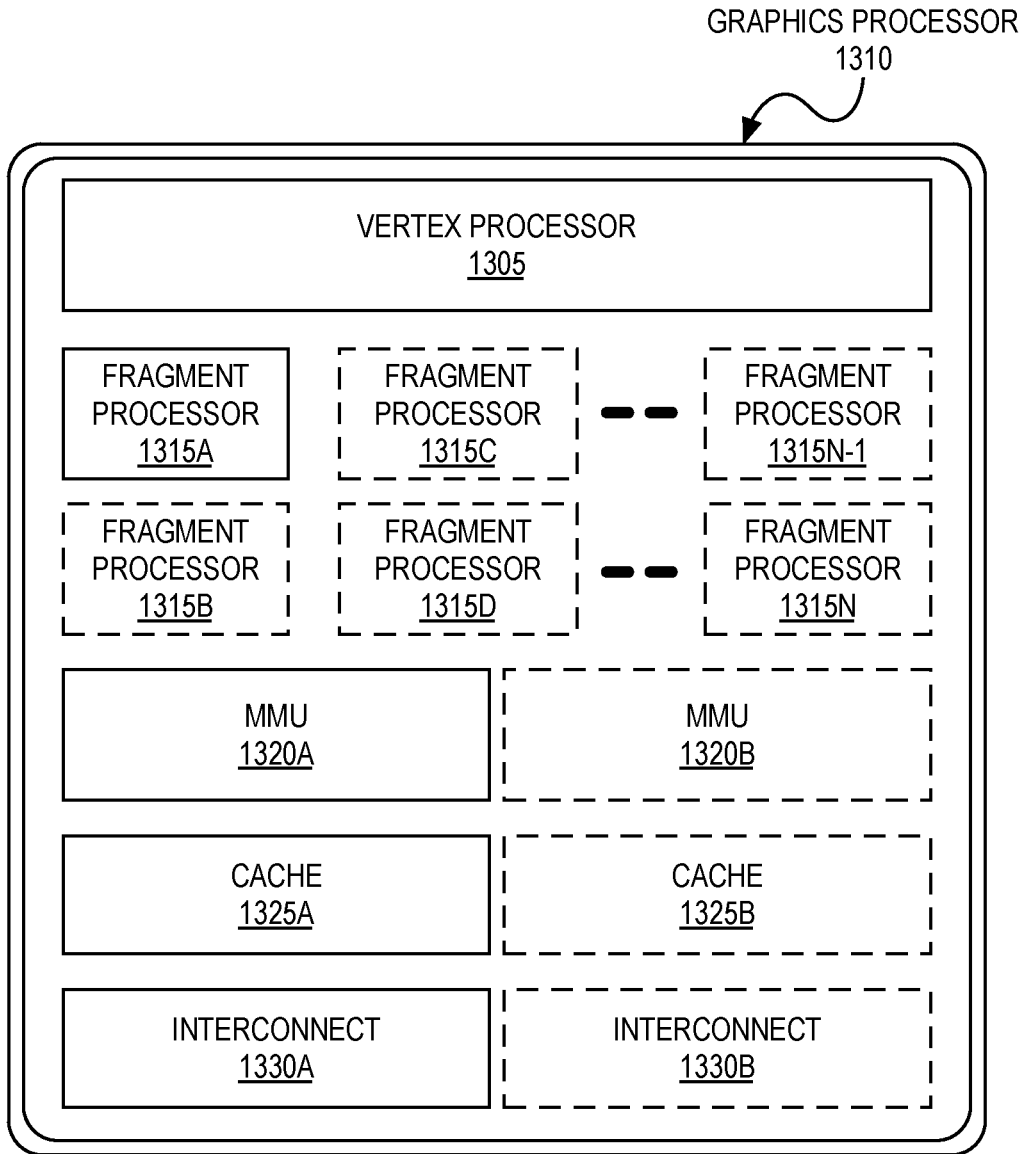 GRAPHICS PROCESSOR
1310
VERTEX PROCESSOR
1305
FRAGMENT
PROCESSOR
1315A
FRAGMENT
PROCESSOR
1315C
FRAGMENT
PROCESSOR
1315N-1
FRAGMENT
PROCESSOR
1315B
FRAGMENT
PROCESSOR
1315D
FRAGMENT
PROCESSOR
1315N
MMU
1320A
MMU
1320B
CACHE
1325A
CACHE
1325B
INTERCONNECT
1330A
INTERCONNECT
1330B